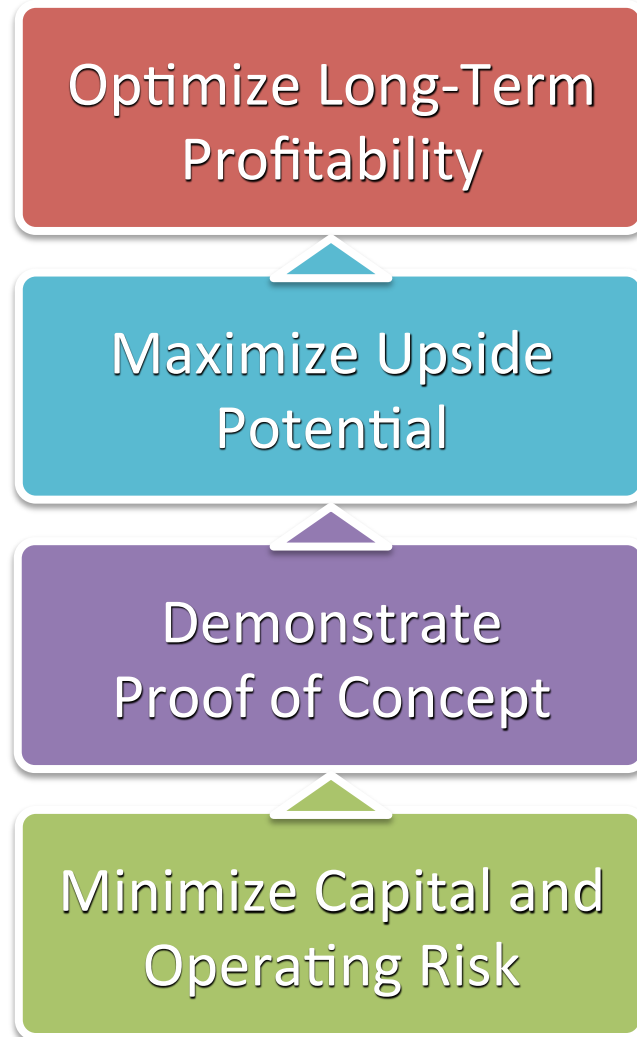 Optimize Long-Term
Profitability
Maximize Upside
Potential
Demonstrate
Proof of Concept
Minimize Capital and
Operating Risk